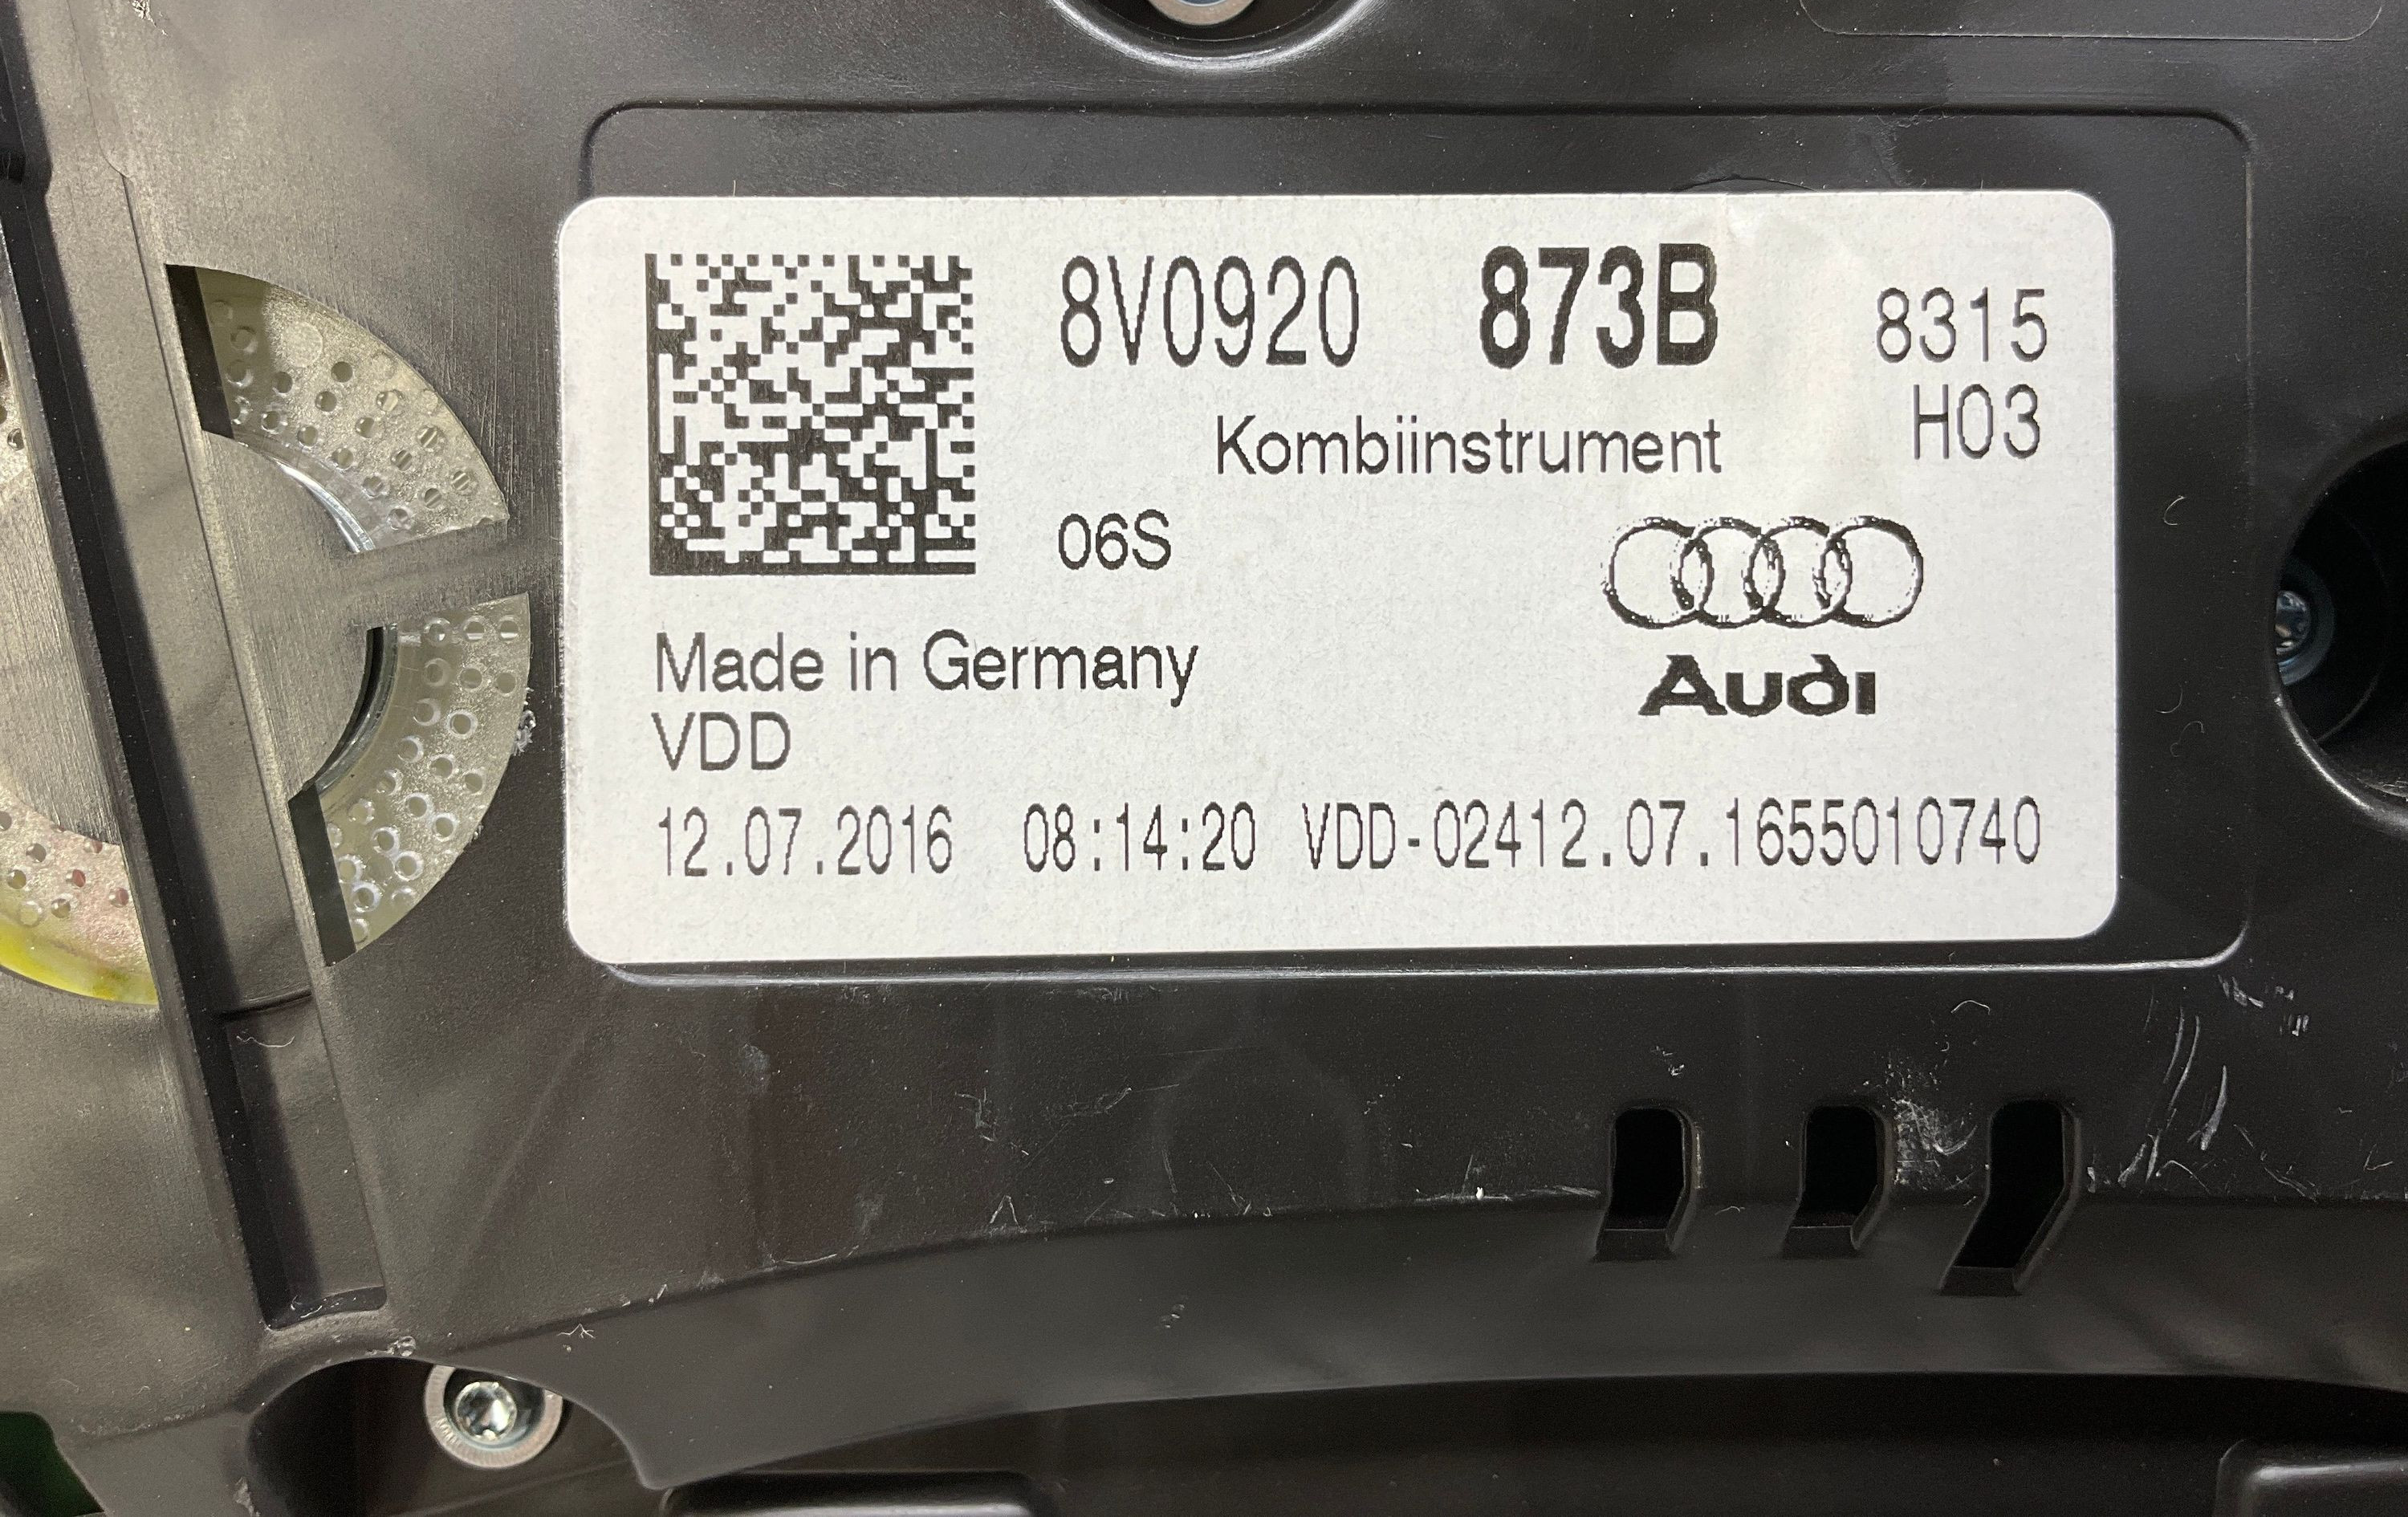 8V0920 873B 8315
H03
Kombiinstrument
06S
Audi
Made in Germany
VDD
12.07.2016 08:14:20 VDD-02412.07.1655010740